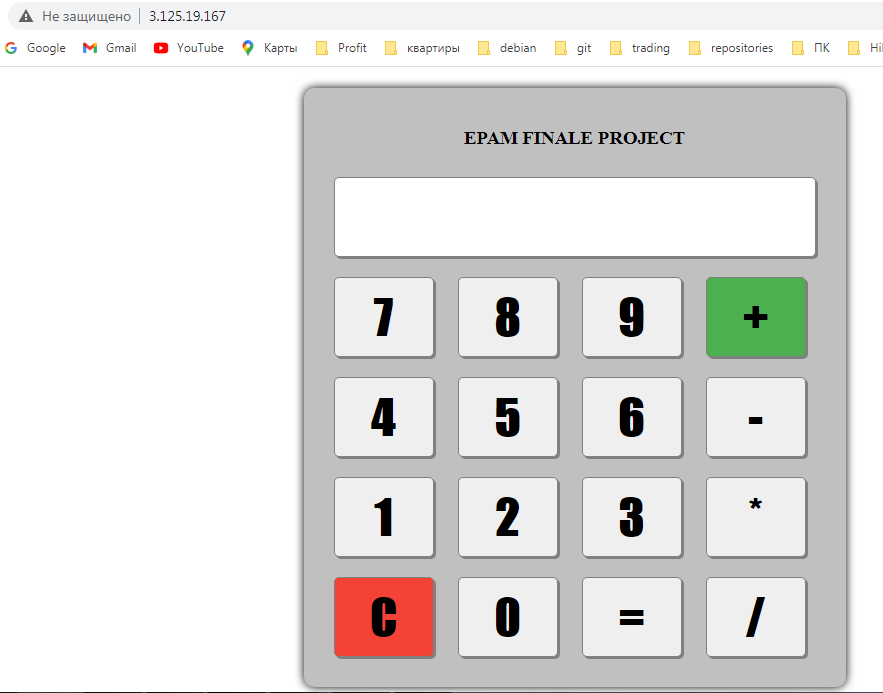 Не защищено 3.125.19.167
Google Gmail YouTube Карты Profit квартиры debian git trading repositories ПК
EPAM FINALE PROJECT
7 8 9 +
4 5 6 -
1 2 3 *
C 0 = /